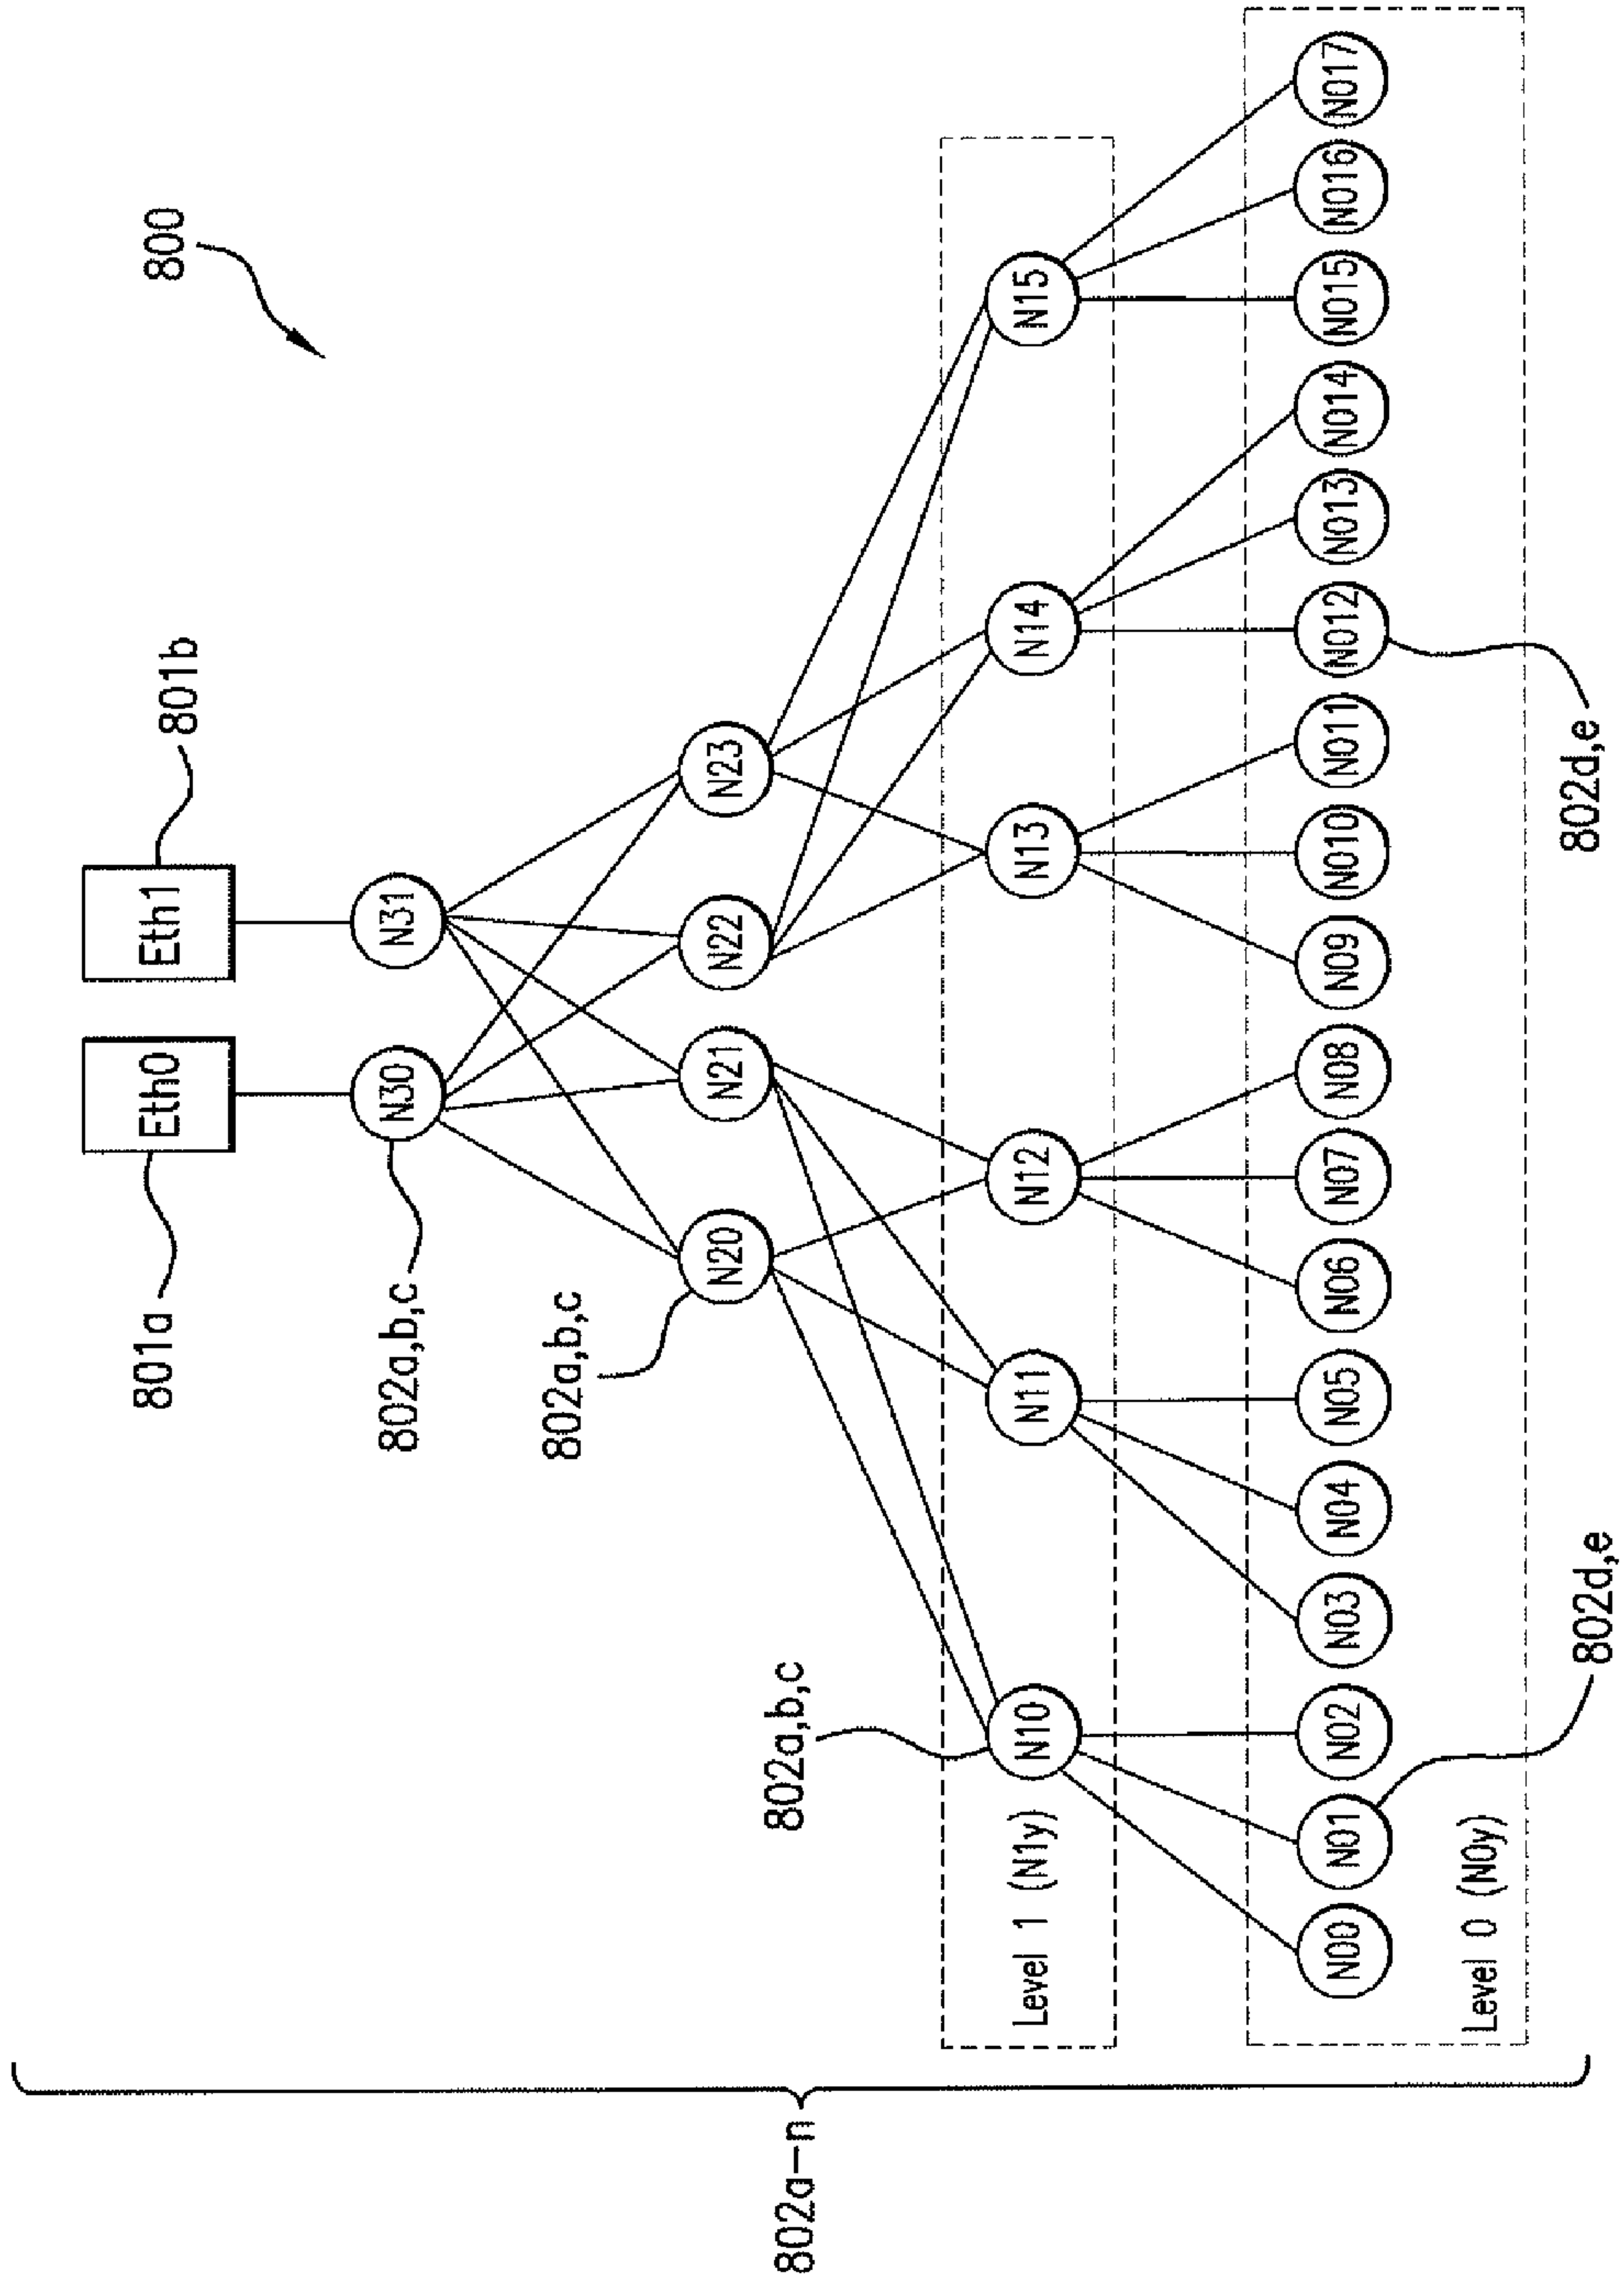 800
801a
Eth0
Eth1
801b
N30
N31
802a,b,c
N20
N21
N22
N23
802a,b,c
802a-n
802a,b,c
Level 1 (N1y)
N10
N11
N12
N13
N14
N15
N00
N01
N02
N03
N04
N05
N06
N07
N08
N09
N010
N011
N012
N013
N014
N015
N016
N017
Level 0 (N0y)
802d,e
802d,e